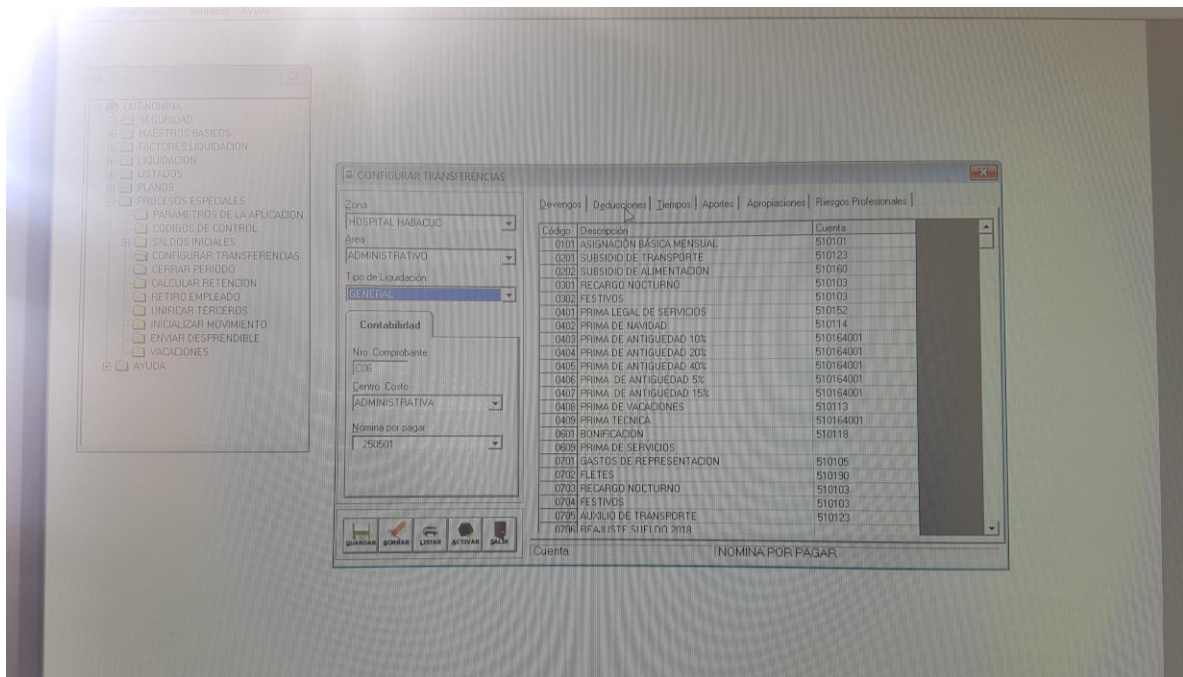 Ayuda
CNT-NOMINA
SEGURIDAD
MAESTROS BASICOS
FACTORES LIQUIDACION
LIQUIDACION
LISTADOS
PLANOS
PROCESOS ESPECIALES
PARAMETROS DE LA APLICACION
CODIGOS DE CONTROL
SALDOS INICIALES
CONFIGURAR TRANSFERENCIAS
CERRAR PERIODO
CALCULAR RETENCION
RETIRO EMPLEADO
UNIFICAR TERCEROS
INICIALIZAR MOVIMIENTO
ENVIAR DESPRENDIBLE
VACACIONES
AYUDA
CONFIGURAR TRANSFERENCIAS
Zona
HOSPITAL HABACUC
Area
ADMINISTRATIVO
Tipo de Liquidación
GENERAL
Contabilidad
Nro Comprobante
C06
Centro Costo
ADMINISTRATIVA
Nómina por pagar
250501
GUARDAR BORRAR LISTAR ACTIVAR SALIR
Devengos Deducciones Tiempos Aportes Apropiaciones Riesgos Profesionales
Código Descripción Cuenta
0101 ASIGNACIÓN BÁSICA MENSUAL 510101
0201 SUBSIDIO DE TRANSPORTE 510123
0202 SUBSIDIO DE ALIMENTACION 510160
0301 RECARGO NOCTURNO 510103
0302 FESTIVOS 510103
0401 PRIMA LEGAL DE SERVICIOS 510152
0402 PRIMA DE NAVIDAD 510114
0403 PRIMA DE ANTIGUEDAD 10% 510164001
0404 PRIMA DE ANTIGUEDAD 20% 510164001
0405 PRIMA DE ANTIGUEDAD 40% 510164001
0406 PRIMA DE ANTIGUEDAD 5% 510164001
0407 PRIMA DE ANTIGUEDAD 15% 510164001
0408 PRIMA DE VACACIONES 510113
0409 PRIMA TECNICA 510164001
0601 BONIFICACION 510118
0609 PRIMA DE SERVICIOS
0701 GASTOS DE REPRESENTACION 510105
0702 FLETES 510190
0703 RECARGO NOCTURNO 510103
0704 FESTIVOS 510103
0705 AUXILIO DE TRANSPORTE 510123
0706 REAJUSTE SUELDO 2018
Cuenta NOMINA POR PAGAR